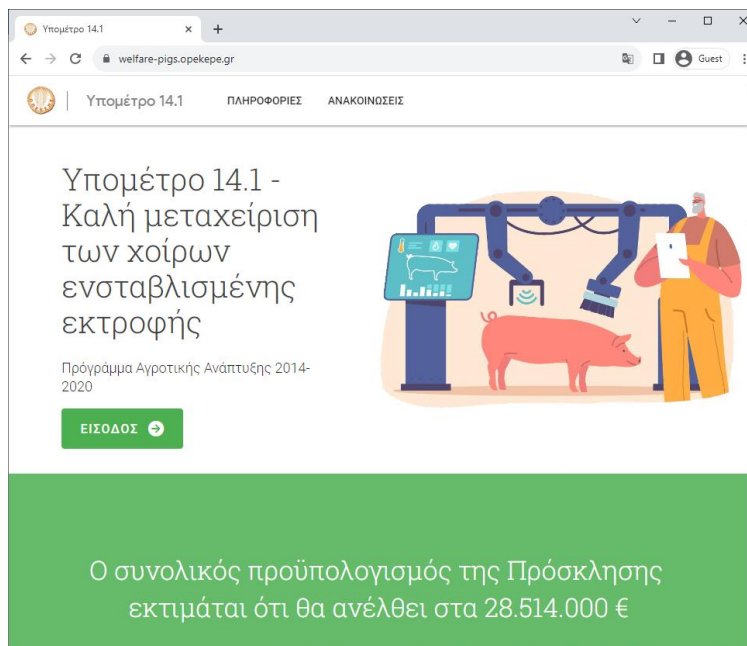 Υπομέτρο 14.1
welfare-pigs.opekepe.gr
Guest
Υπομέτρο 14.1 ΠΛΗΡΟΦΟΡΙΕΣ ΑΝΑΚΟΙΝΩΣΕΙΣ
Υπομέτρο 14.1 -
Καλή μεταχείριση
των χοίρων
ενσταβλισμένης
εκτροφής
Πρόγράμμα Αγροτικής Ανάπτυξης 2014-
2020
ΕΙΣΟΔΟΣ
Ο συνολικός προϋπολογισμός της Πρόσκλησης
εκτιμάται ότι θα ανέλθει στα 28.514.000 €